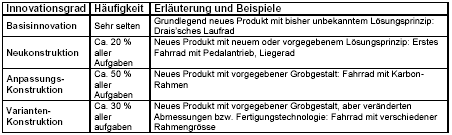 Innovationsgrad Häufigkeit Erläuterung und Beispiele
Basisinnovation Sehr selten Grundlegend neues Produkt mit bisher unbekanntem Lösungsprinzip:
Drais'sches Laufrad
Neukonstruktion Ca. 20 % Neues Produkt mit neuem oder vorgegebenem Lösungsprinzip: Erstes
aller Fahrrad mit Pedalantrieb, Liegerad
Aufgaben
Anpassungs- Ca. 50 % Neues Produkt mit vorgegebener Grobgestalt: Fahrrad mit Karbon-
Konstruktion aller Rahmen
Aufgaben
Varianten- Ca. 30 % Neues Produkt mit vorgegebener Grobgestalt, aber veränderten
Konstruktion aller Abmessungen bzw. Fertigungstechnologie: Fahrrad mit verschiedener
aufgaben Rahmengrösse